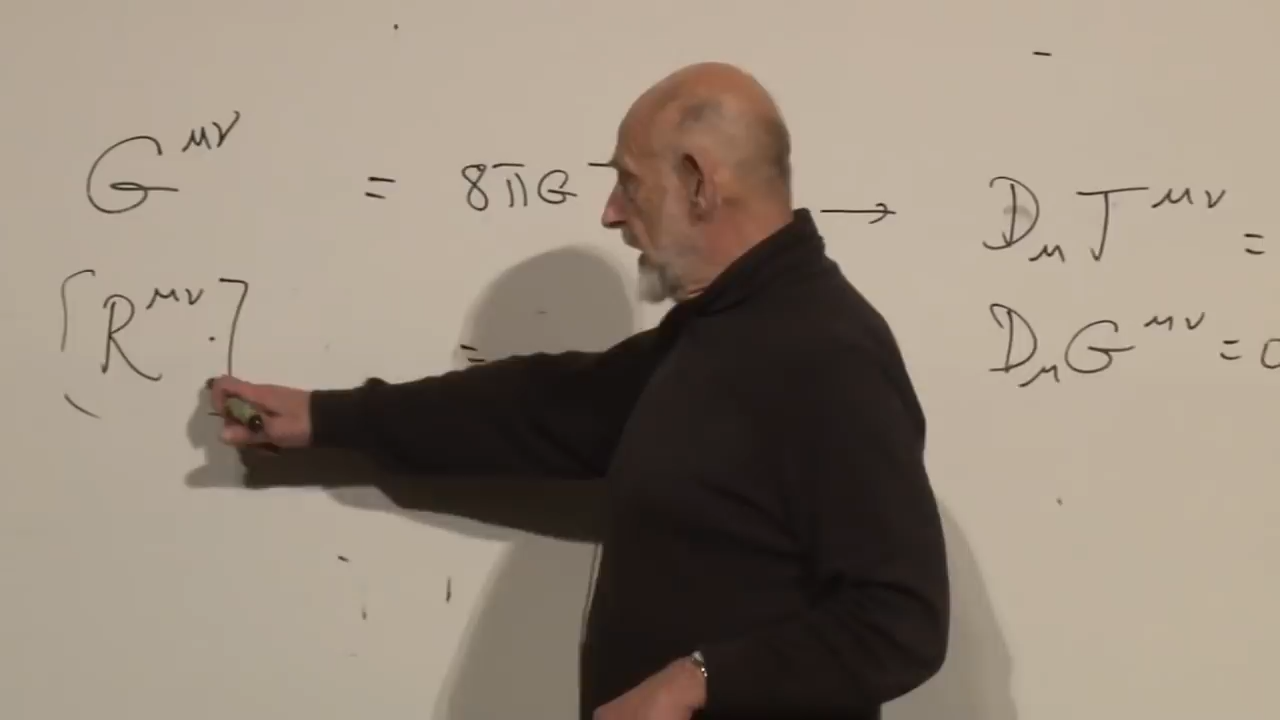 G^{μν} = 8πG T → D_μ T^{μν} =
[R^{μν}] = D_μ G^{μν} = 0